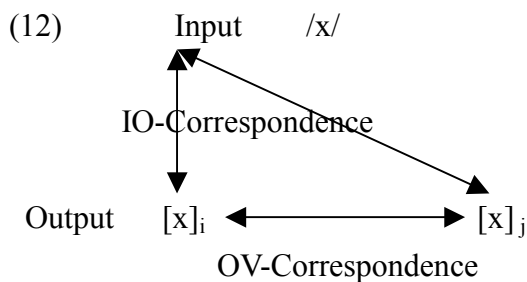 (12) Input /x/
IO-Correspondence
Output [x]i [x] j
OV-Correspondence